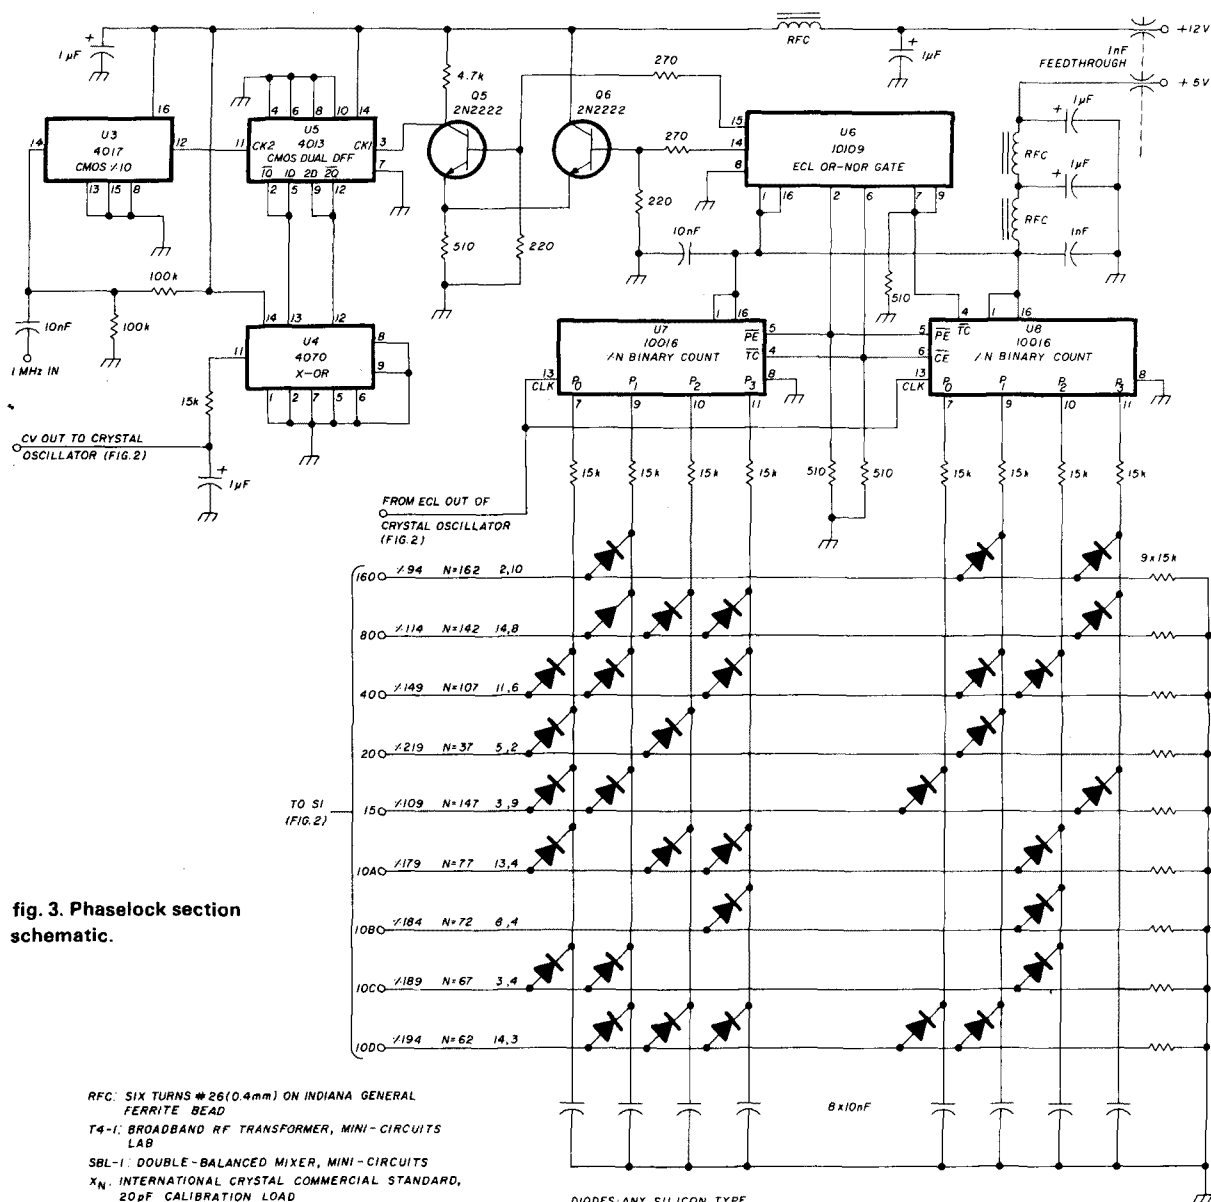 +12V
RFC
1µF
+
1µF
+
1nF
FEEDTHROUGH
+5V
4.7k
270
Q5
2N2222
Q6
2N2222
270
16
14
U3
4017
CMOS ⁒10
12
13 15 8
4 6 8 10 14
U5
4013
CMOS DUAL DFF
11 CK2
CK1 3
7
1Q̅ 1D 2D 2Q̅
2 5 9 12
15
14
8
U6
10109
ECL OR-NOR GATE
1 16 2 6 7 9
1µF
+
RFC
1µF
+
RFC
1nF
220
10nF
510
220
510
100k
10nF
100k
1 MHz IN
14 13 12
11
U4
4070
X-OR
8
9
1 2 7 5 6
15k
CV OUT TO CRYSTAL
OSCILLATOR (FIG.2)
+
1µF
1 16
U7
10016
/N BINARY COUNT
P̅E̅ 5
T̅C̅ 4
13
CLK
8
P0 P1 P2 P3
7 9 10 11
4 1 16
T̅C̅
U8
10016
/N BINARY COUNT
5 P̅E̅
6 C̅E̅
13
CLK
8
P0 P1 P2 P3
7 9 10 11
15k 15k 15k 15k
510 510
15k 15k 15k 15k
FROM ECL OUT OF
CRYSTAL OSCILLATOR
(FIG.2)
9x15k
160 ⁒94 N=162 2,10
80 ⁒114 N=142 14,8
40 ⁒149 N=107 11,6
20 ⁒219 N=37 5,2
15 ⁒109 N=147 3,9
10A ⁒179 N=77 13,4
10B ⁒184 N=72 8,4
10C ⁒189 N=67 3,4
10D ⁒194 N=62 14,3
TO S1
(FIG.2)
fig. 3. Phaselock section
schematic.
8x10nF
RFC: SIX TURNS #26(0.4mm) ON INDIANA GENERAL
FERRITE BEAD
T4-1: BROADBAND RF TRANSFORMER, MINI-CIRCUITS
LAB
SBL-1: DOUBLE-BALANCED MIXER, MINI-CIRCUITS
XN: INTERNATIONAL CRYSTAL COMMERCIAL STANDARD,
20pF CALIBRATION LOAD
DIODES: ANY SILICON TYPE